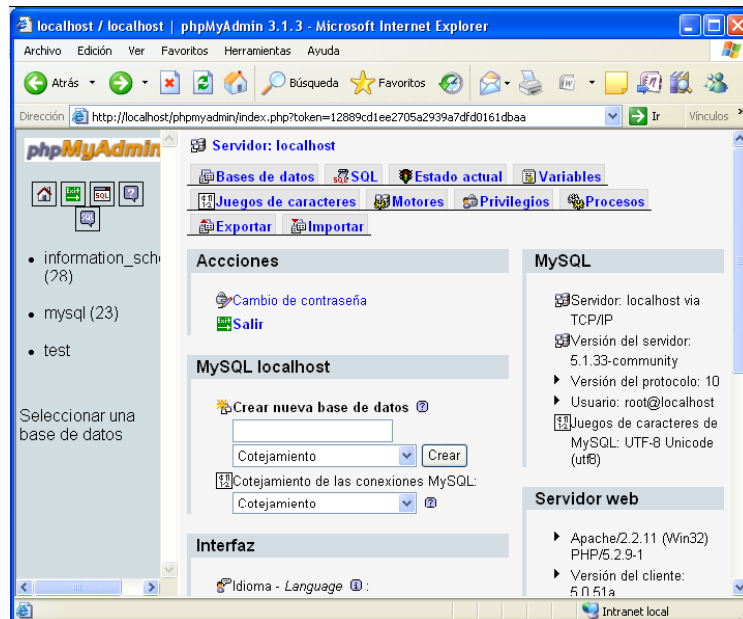 localhost / localhost | phpMyAdmin 3.1.3 - Microsoft Internet Explorer
Archivo Edición Ver Favoritos Herramientas Ayuda
Atrás Búsqueda Favoritos
Dirección http://localhost/phpmyadmin/index.php?token=12889cd1ee2705a2939a7dfd0161dbaa Ir Vínculos »
phpMyAdmin
SQL
SQL
information_sch
(28)
mysql (23)
test
Seleccionar una
base de datos
Servidor: localhost
Bases de datos SQL Estado actual Variables
Juegos de caracteres Motores Privilegios Procesos
Exportar Importar
Accciones
Cambio de contraseña
Salir
MySQL localhost
Crear nueva base de datos
Cotejamiento Crear
Cotejamiento de las conexiones MySQL:
Cotejamiento
Interfaz
Idioma - Language :
MySQL
Servidor: localhost via
TCP/IP
Versión del servidor:
5.1.33-community
Versión del protocolo: 10
Usuario: root@localhost
Juegos de caracteres de
MySQL: UTF-8 Unicode
(utf8)
Servidor web
Apache/2.2.11 (Win32)
PHP/5.2.9-1
Versión del cliente:
5.0.51a
Intranet local